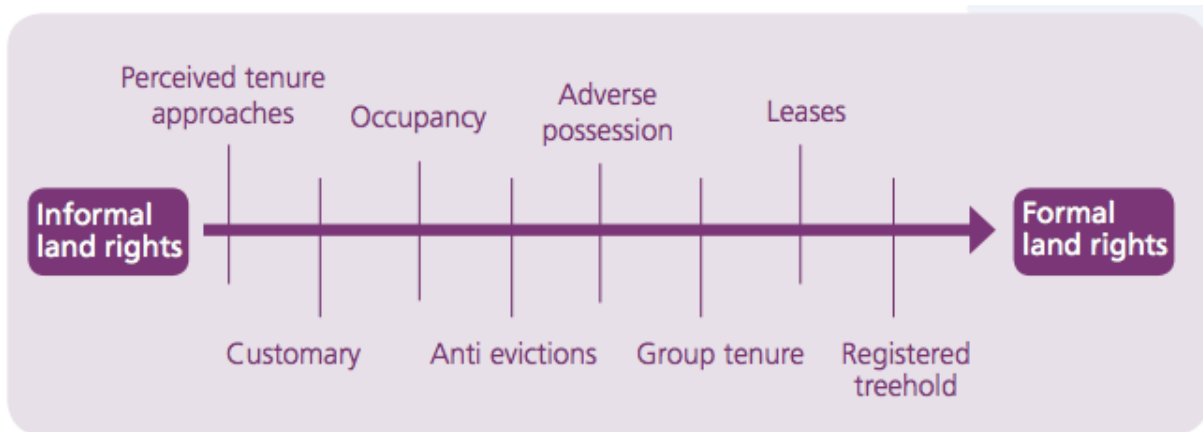 Perceived tenure
approaches
Occupancy
Adverse
possession
Leases
Informal
land rights
Formal
land rights
Customary
Anti evictions
Group tenure
Registered
treehold